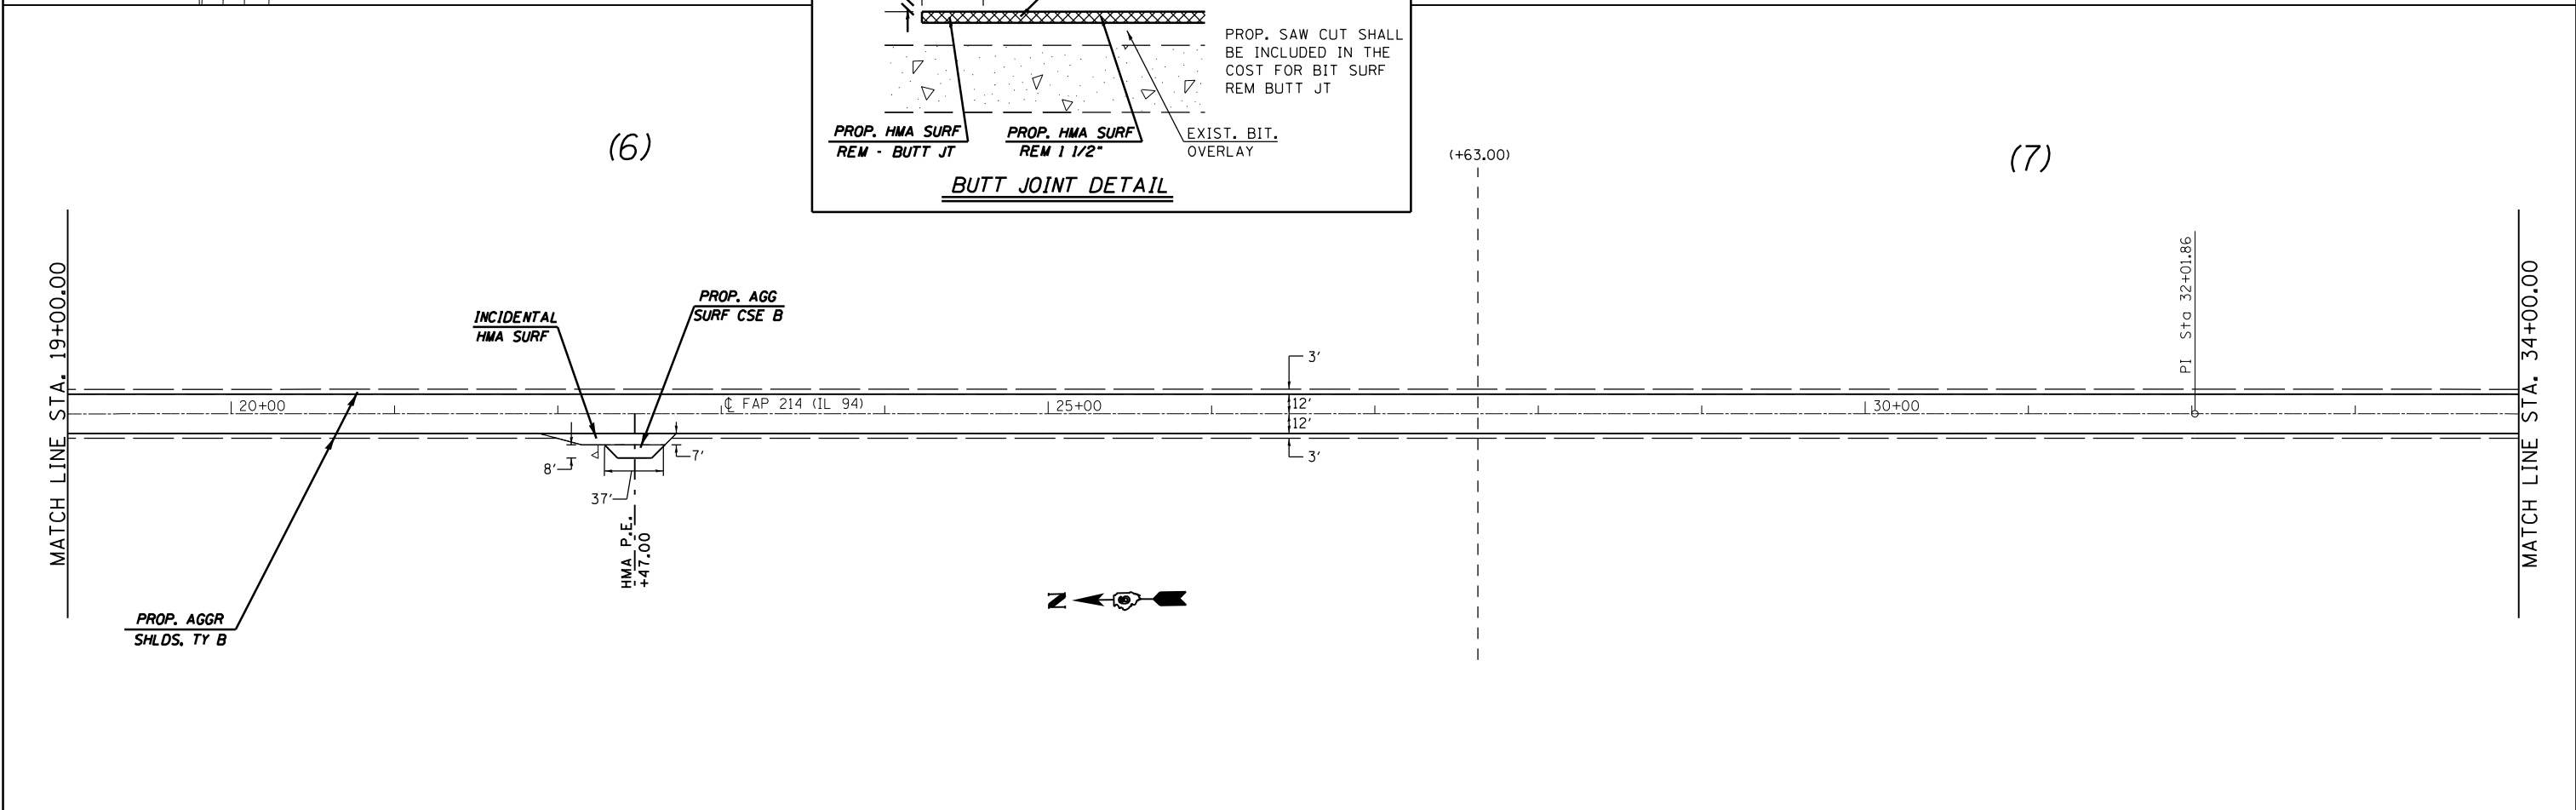 PROP. SAW CUT SHALL
BE INCLUDED IN THE
COST FOR BIT SURF
REM BUTT JT
PROP. HMA SURF
REM - BUTT JT
PROP. HMA SURF
REM 1 1/2"
EXIST. BIT.
OVERLAY
BUTT JOINT DETAIL
(6)
(+63.00)
(7)
MATCH LINE STA. 19+00.00
INCIDENTAL
HMA SURF
PROP. AGG
SURF CSE B
PI Sta 32+01.86
MATCH LINE STA. 34+00.00
3'
20+00
℄ FAP 214 (IL 94)
25+00
12'
30+00
12'
8'
7'
3'
37'
HMA P.E.
+47.00
N
PROP. AGGR
SHLDS. TY B